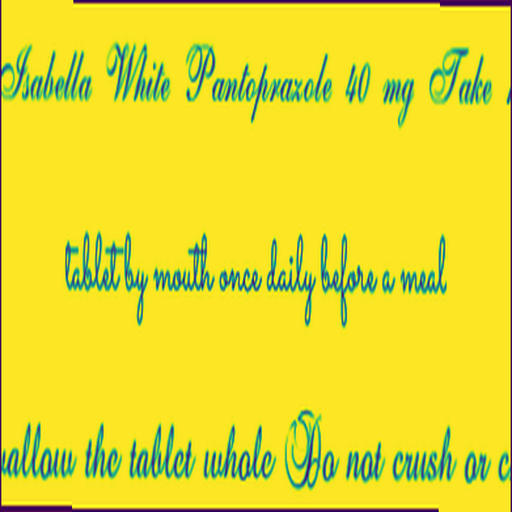 Isabella White Pantoprazole 40 mg Take
tablet by mouth once daily before a meal
the tablet whole Do not crush or